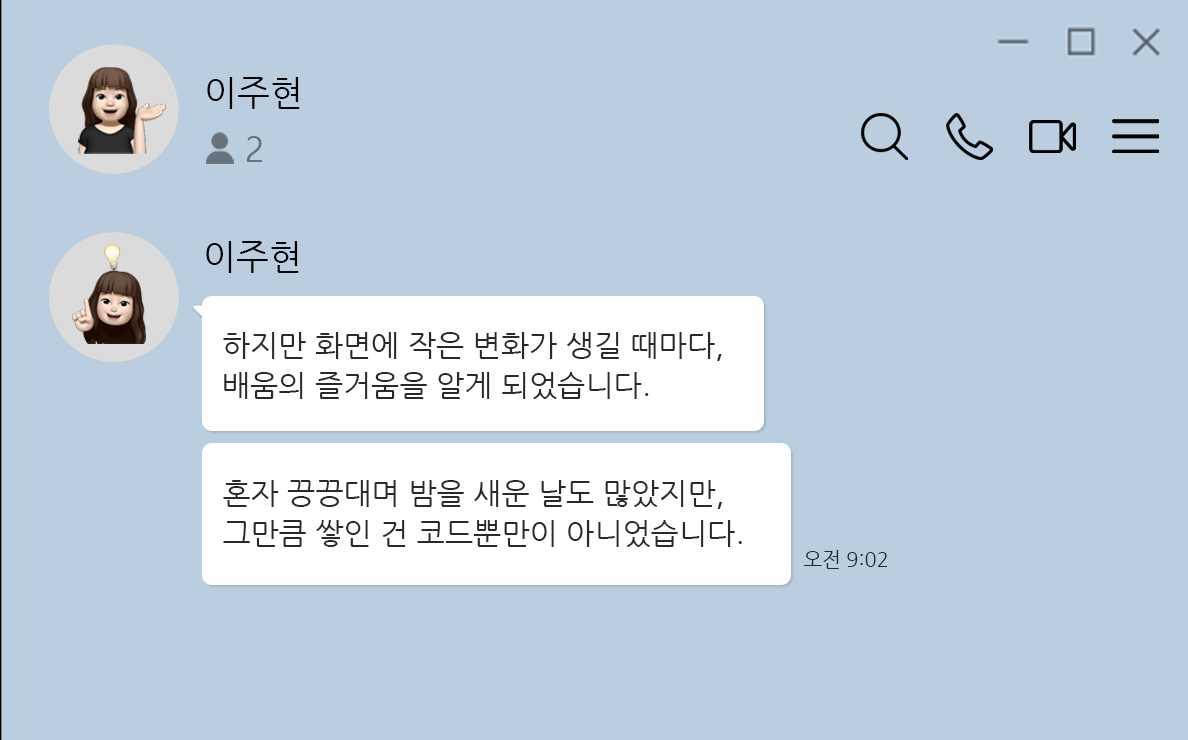 이주현
2
이주현
하지만 화면에 작은 변화가 생길 때마다,
배움의 즐거움을 알게 되었습니다.
혼자 끙끙대며 밤을 새운 날도 많았지만,
그만큼 쌓인 건 코드뿐만이 아니었습니다.
오전 9:02